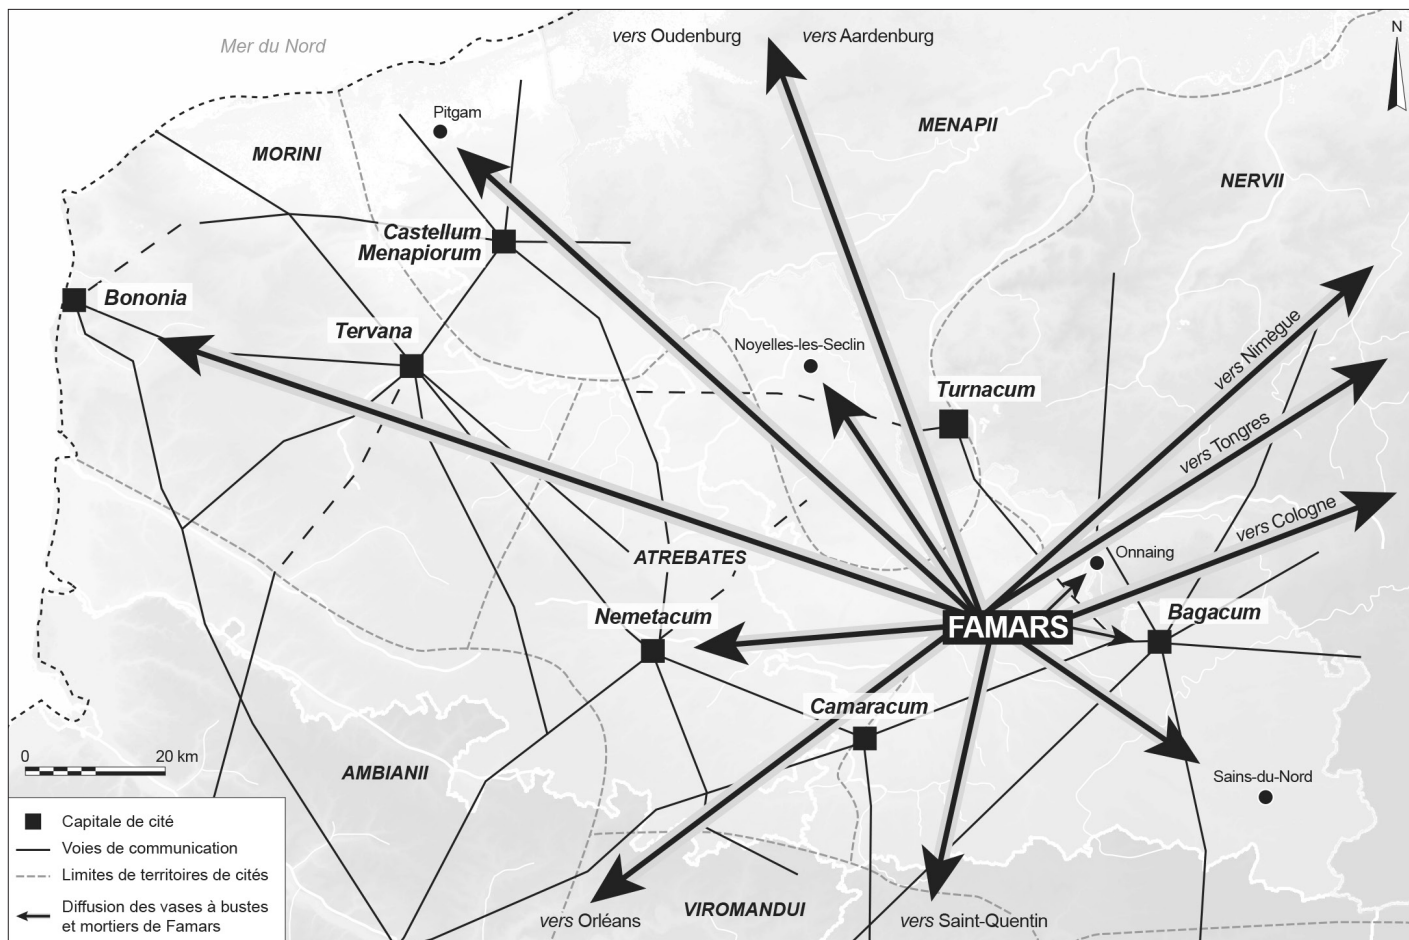 Mer du Nord
vers Oudenburg
vers Aardenburg
N
Pitgam
MENAPII
MORINI
NERVII
Castellum
Menapiorum
Bononia
Tervana
Noyelles-les-Seclin
vers Nimègue
Turnacum
vers Tongres
vers Cologne
ATREBATES
Onnaing
Nemetacum
FAMARS
Bagacum
Camaracum
0
20 km
AMBIANII
Sains-du-Nord
Capitale de cité
Voies de communication
Limites de territoires de cités
Diffusion des vases à bustes
et mortiers de Famars
vers Orléans
VIROMANDUI
vers Saint-Quentin